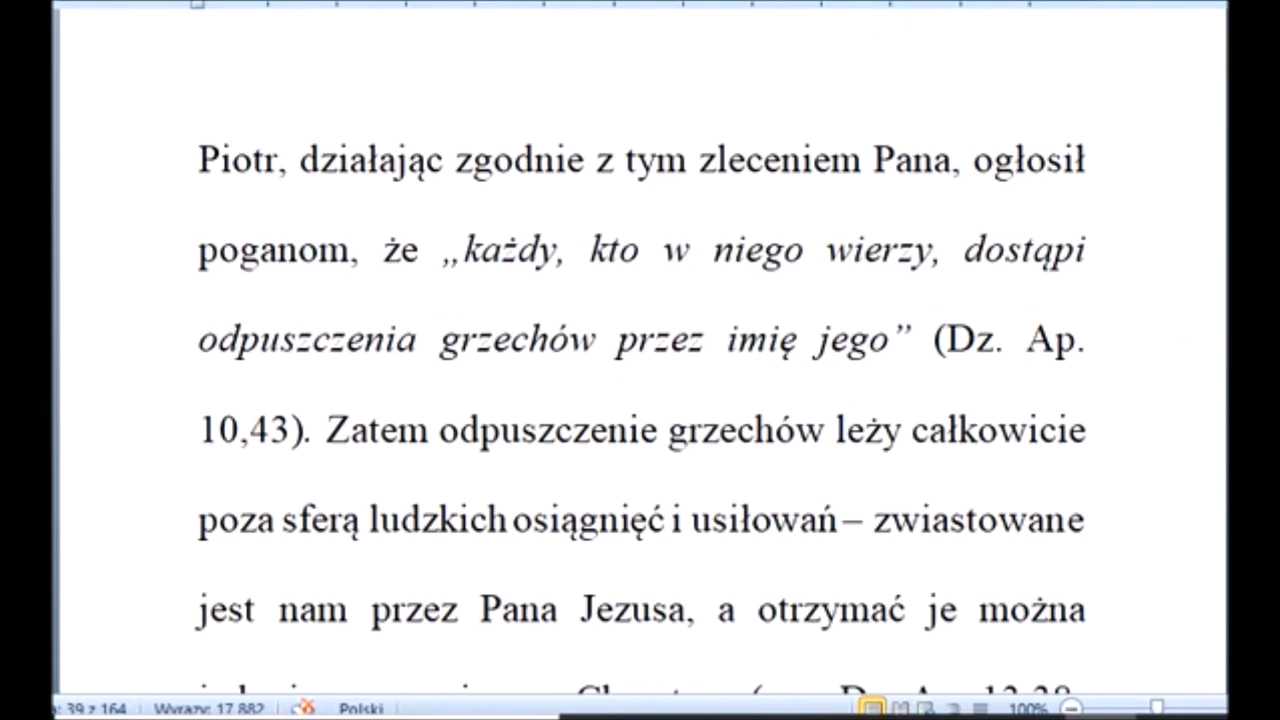 Piotr, działając zgodnie z tym zleceniem Pana, ogłosił
poganom, że „każdy, kto w niego wierzy, dostąpi
odpuszczenia grzechów przez imię jego” (Dz. Ap.
10,43). Zatem odpuszczenie grzechów leży całkowicie
poza sferą ludzkich osiągnięć i usiłowań – zwiastowane
jest nam przez Pana Jezusa, a otrzymać je można
39 z 164 Wyrazy: 17 882 Polski 100%